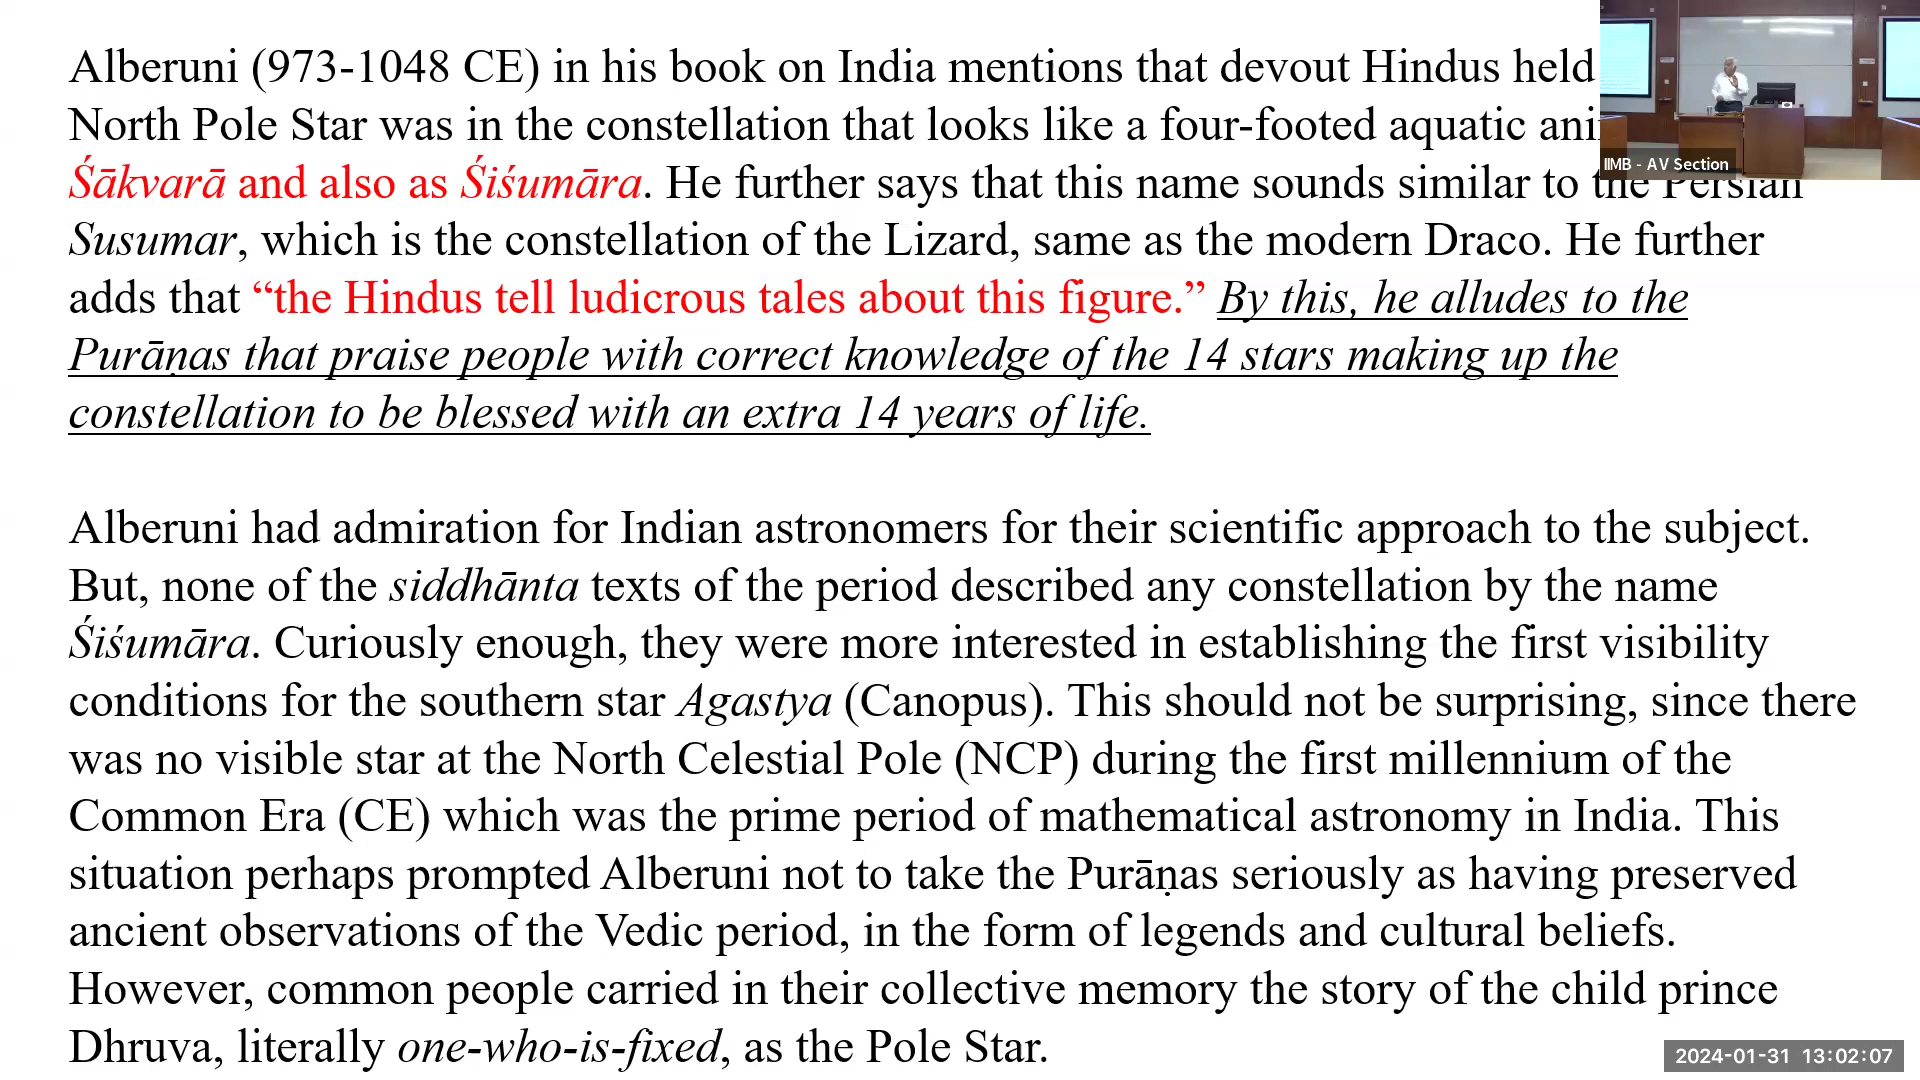 Alberuni (973-1048 CE) in his book on India mentions that devout Hindus held
North Pole Star was in the constellation that looks like a four-footed aquatic
Śākvarā and also as Śiśumāra. He further says that this name sounds similar to the Persian
Susumar, which is the constellation of the Lizard, same as the modern Draco. He further
adds that “the Hindus tell ludicrous tales about this figure.” By this, he alludes to the
Purāṇas that praise people with correct knowledge of the 14 stars making up the
constellation to be blessed with an extra 14 years of life.
Alberuni had admiration for Indian astronomers for their scientific approach to the subject.
But, none of the siddhānta texts of the period described any constellation by the name
Śiśumāra. Curiously enough, they were more interested in establishing the first visibility
conditions for the southern star Agastya (Canopus). This should not be surprising, since there
was no visible star at the North Celestial Pole (NCP) during the first millennium of the
Common Era (CE) which was the prime period of mathematical astronomy in India. This
situation perhaps prompted Alberuni not to take the Purāṇas seriously as having preserved
ancient observations of the Vedic period, in the form of legends and cultural beliefs.
However, common people carried in their collective memory the story of the child prince
Dhruva, literally one-who-is-fixed, as the Pole Star.
IIMB - AV Section
2024-01-31 13:02:07